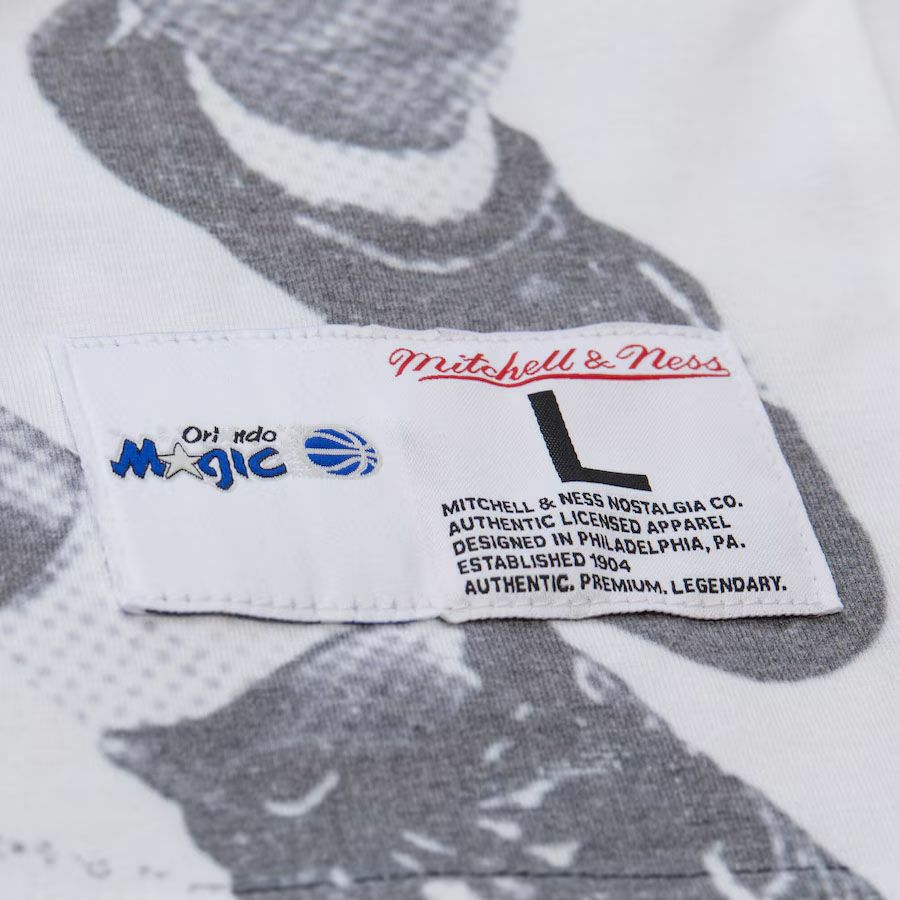 Mitchell & Ness
Orlando
Magic
L
MITCHELL & NESS NOSTALGIA CO.
AUTHENTIC LICENSED APPAREL
DESIGNED IN PHILADELPHIA, PA.
ESTABLISHED 1904
AUTHENTIC. PREMIUM. LEGENDARY.